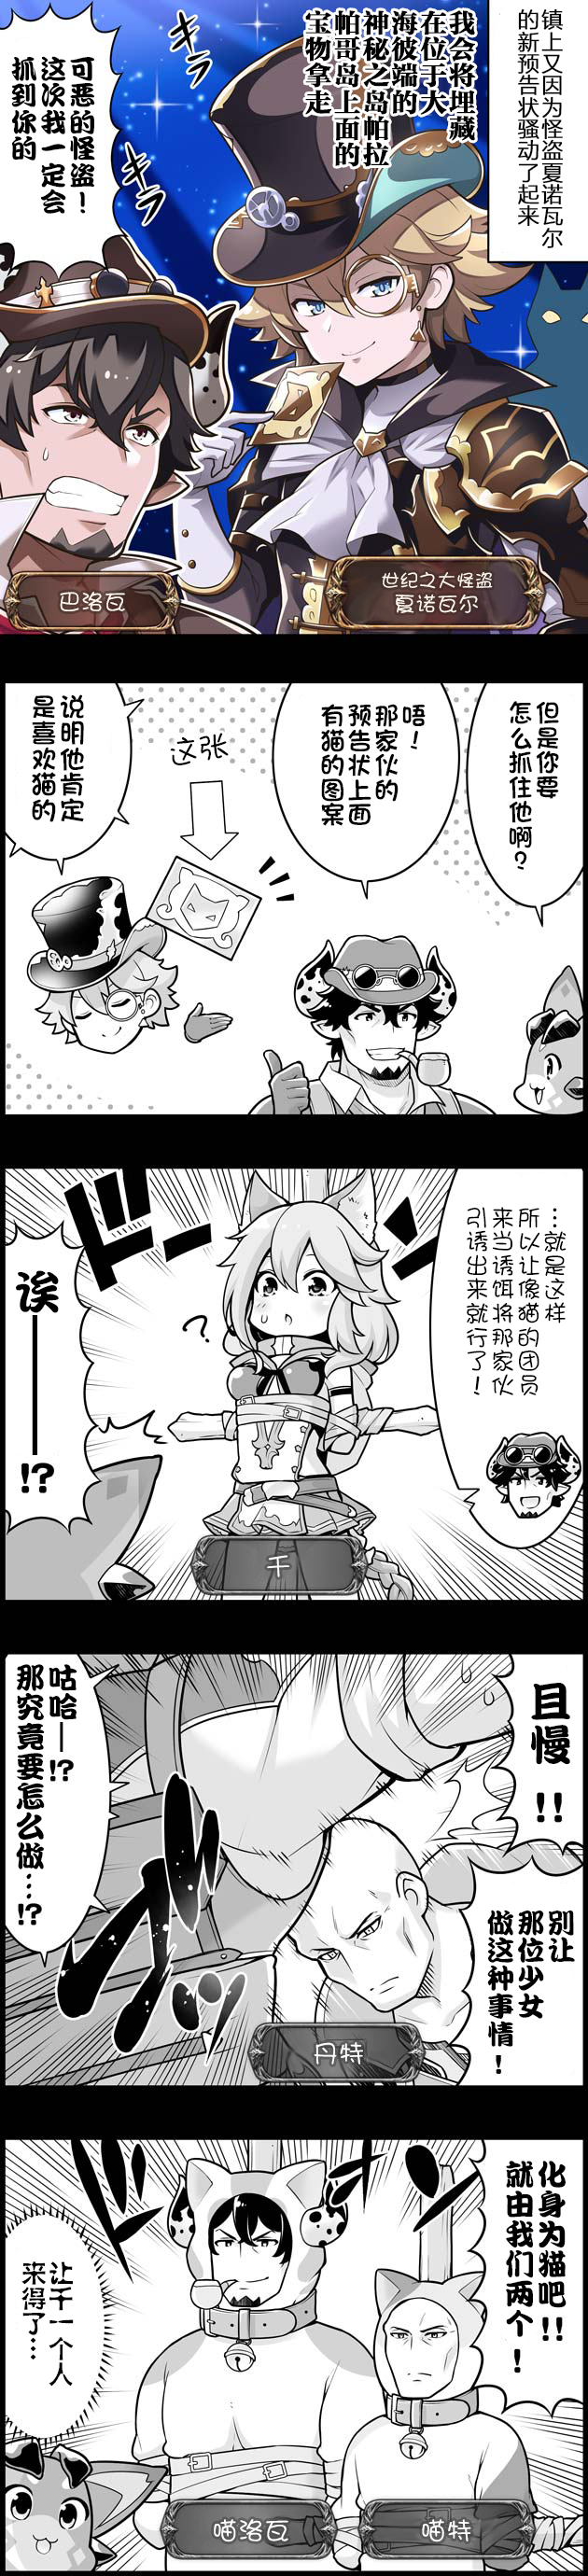 镇上又因为怪盗夏诺瓦尔
的新预告状骚动了起来
我会将埋藏
在位于大
海彼端的
神秘之岛帕拉
帕哥岛上面的
宝物拿走
キッ
キッ
可恶的怪盗！
这次我一定会
抓到你的
世纪之大怪盗
夏诺瓦尔
巴洛瓦
但是你要
怎么抓住他啊？
唔！
那家伙的
预告状上面
有猫的图案
这张
说明他肯定
是喜欢猫的
…就是这样
所以让像猫的团员
来当诱饵将那家伙
引诱出来就行了！
ドーン
？
诶——!?
千
且慢!!
别让
那位少女
做这种事情！
咕哈—!?
那究竟要怎么做…!?
丹特
化身为猫吧!!
就由我们两个！
让千一个人
来得了…
喵洛瓦
喵特